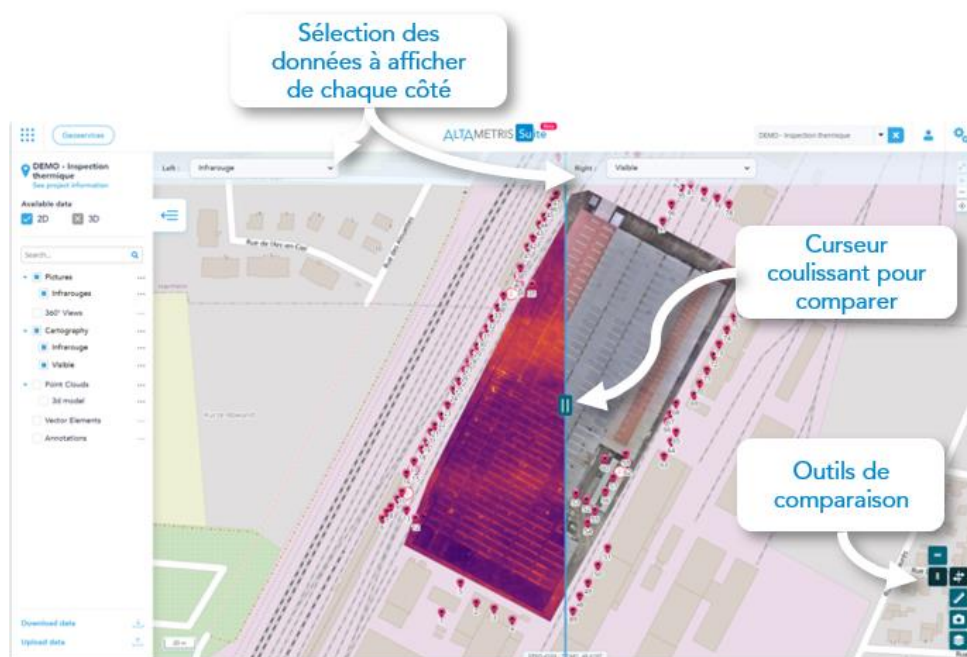 Sélection des
données à afficher
de chaque côté
Geoservices
ALTAMETRIS Suite
DEMO - Inspection thermique
DEMO - Inspection
thermique
See project information
Left :
Infrarouge
Right :
Visible
Available data
2D
3D
Search...
Pictures
Infrarouges
360° Views
Cartography
Infrarouge
Visible
Point Clouds
3d model
Vector Elements
Annotations
Rue de l'Arc-en-Ciel
Curseur
coulissant pour
comparer
Outils de
comparaison
Rue
Download data
Upload data